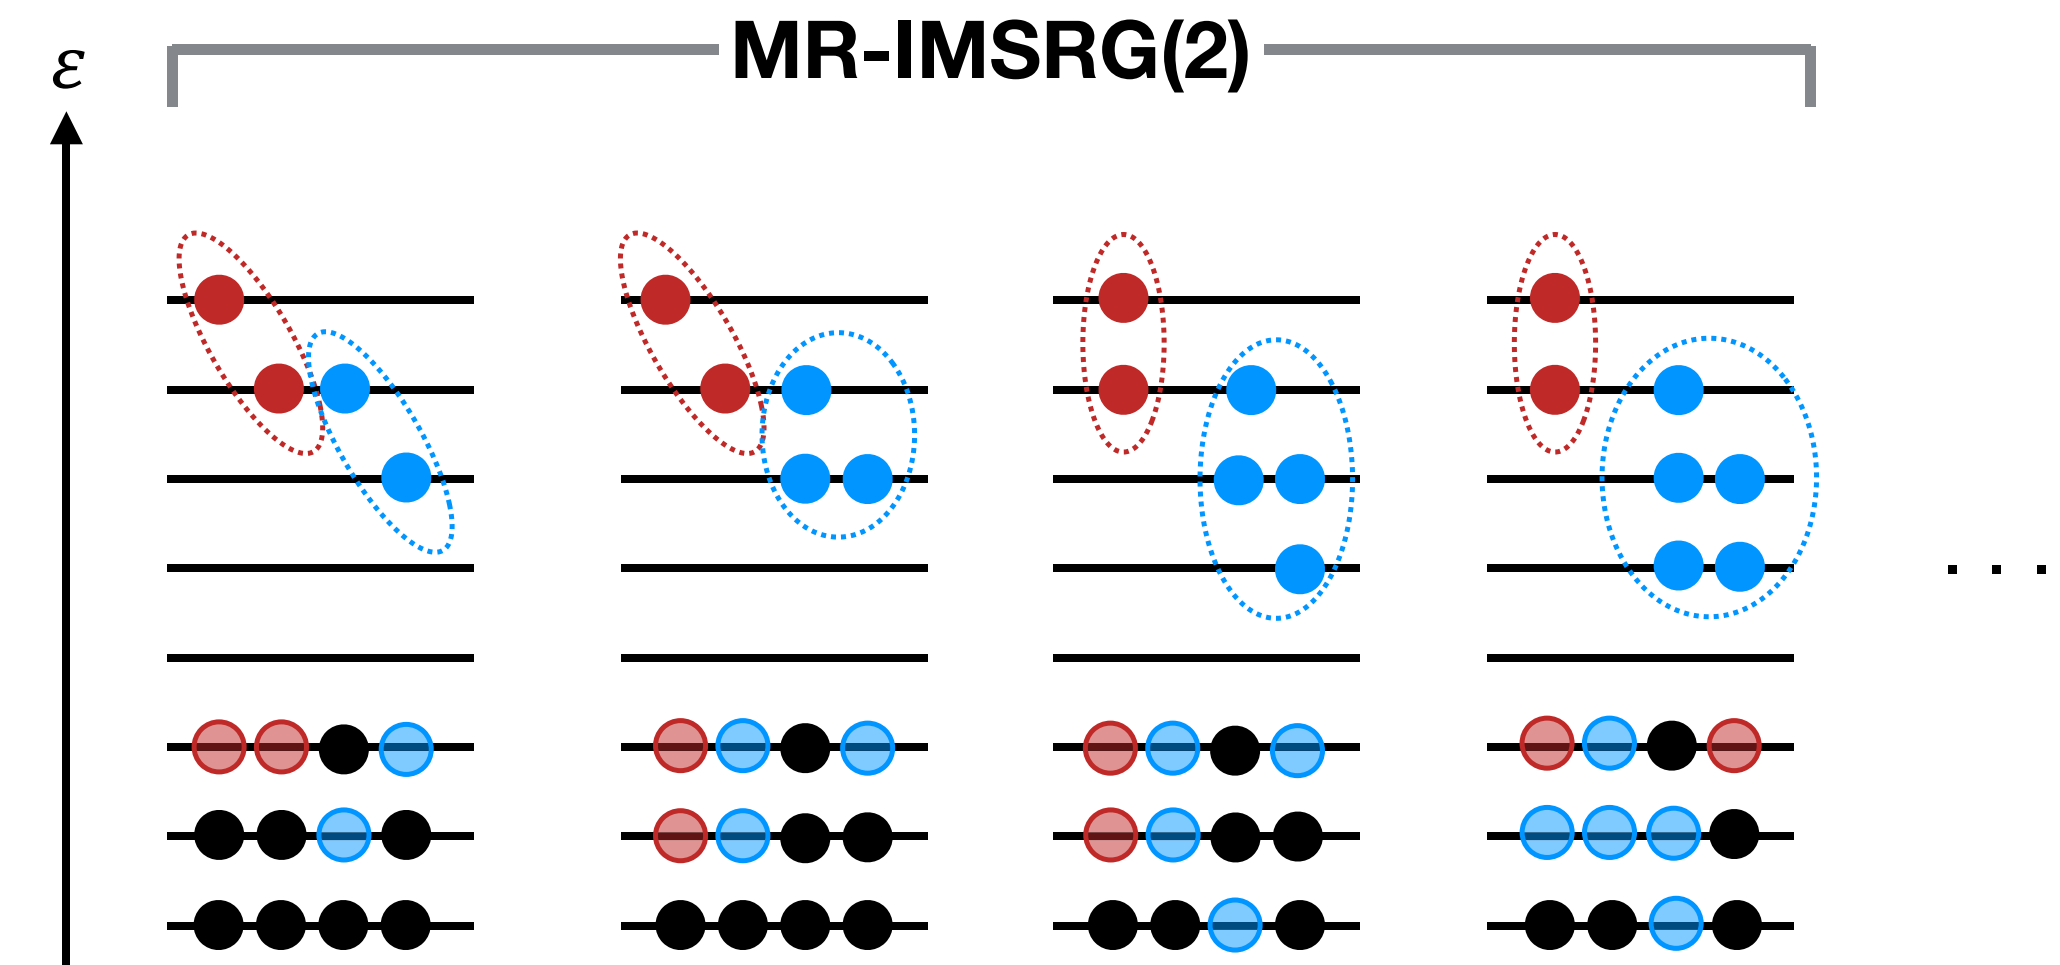 MR-IMSRG(2)
ε
. . .